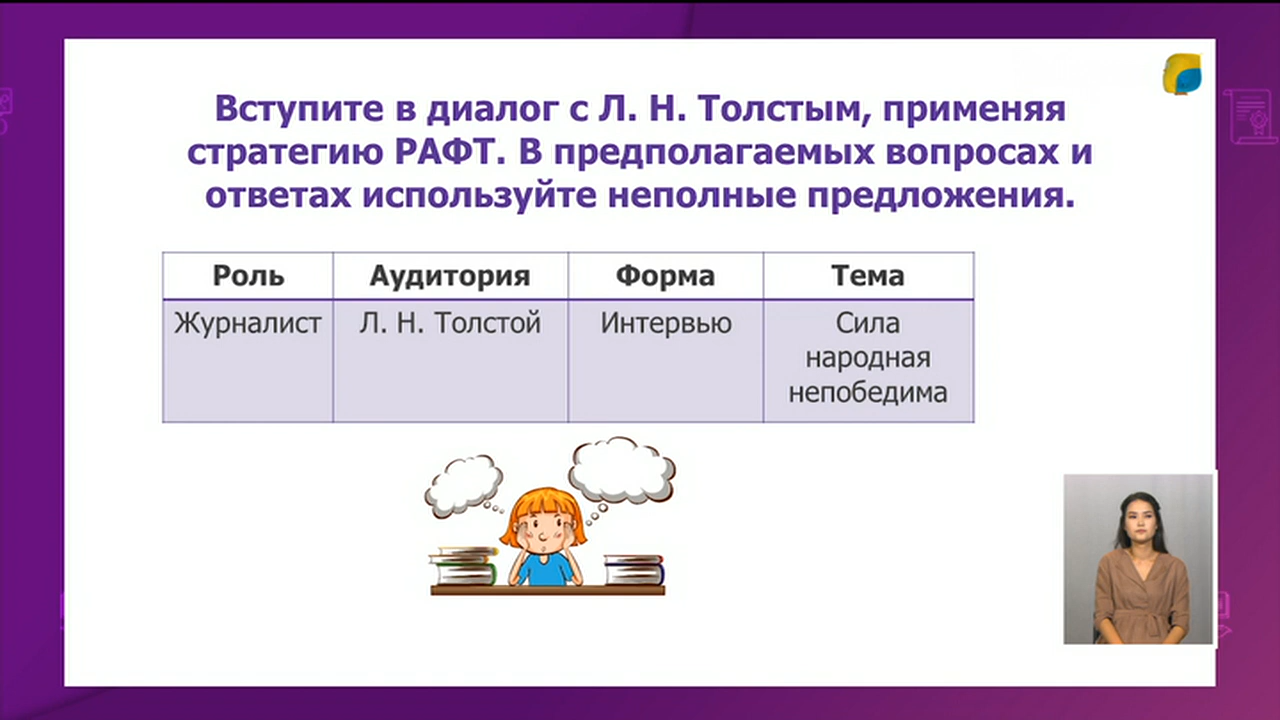 Вступите в диалог с Л. Н. Толстым, применяя
стратегию РАФТ. В предполагаемых вопросах и
ответах используйте неполные предложения.
Роль Аудитория Форма Тема
Журналист Л. Н. Толстой Интервью Сила
народная
непобедима